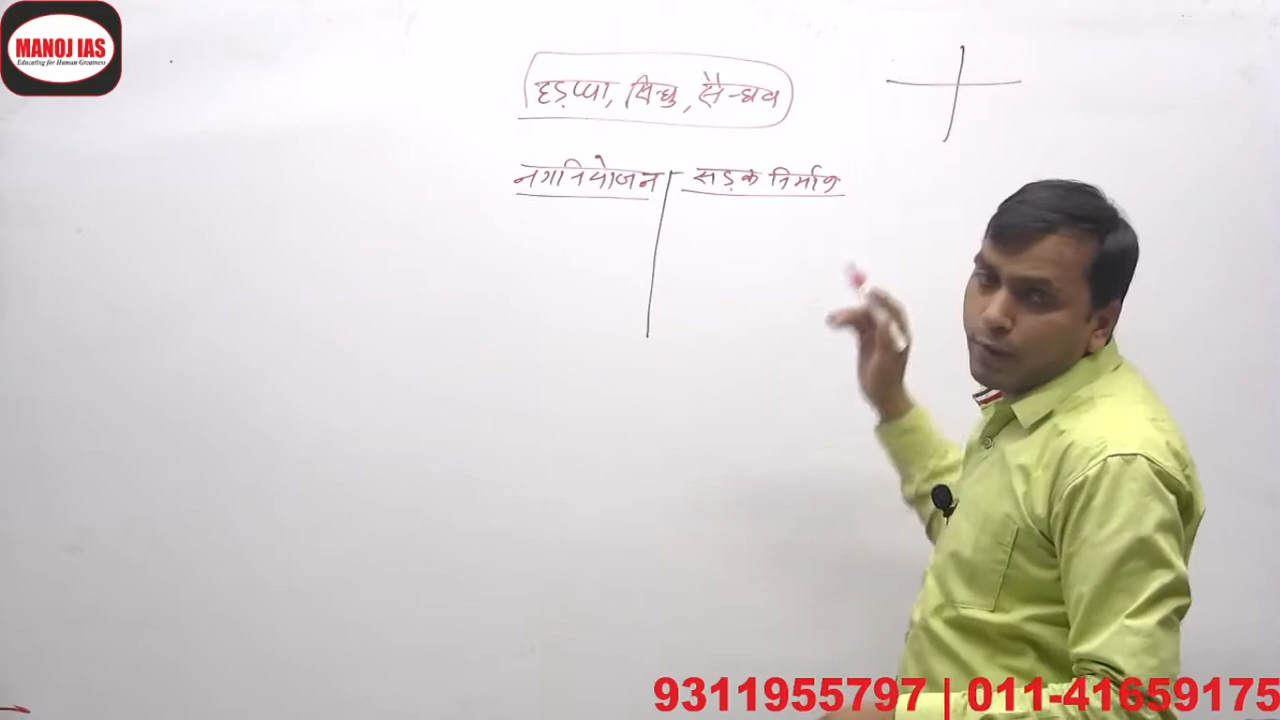 MANOJ IAS
Educating for Human Greatness
हड़प्पा, सिन्धु, सैन्धव
नगरनियोजन सड़क निर्माण
9311955797 | 011-41659175